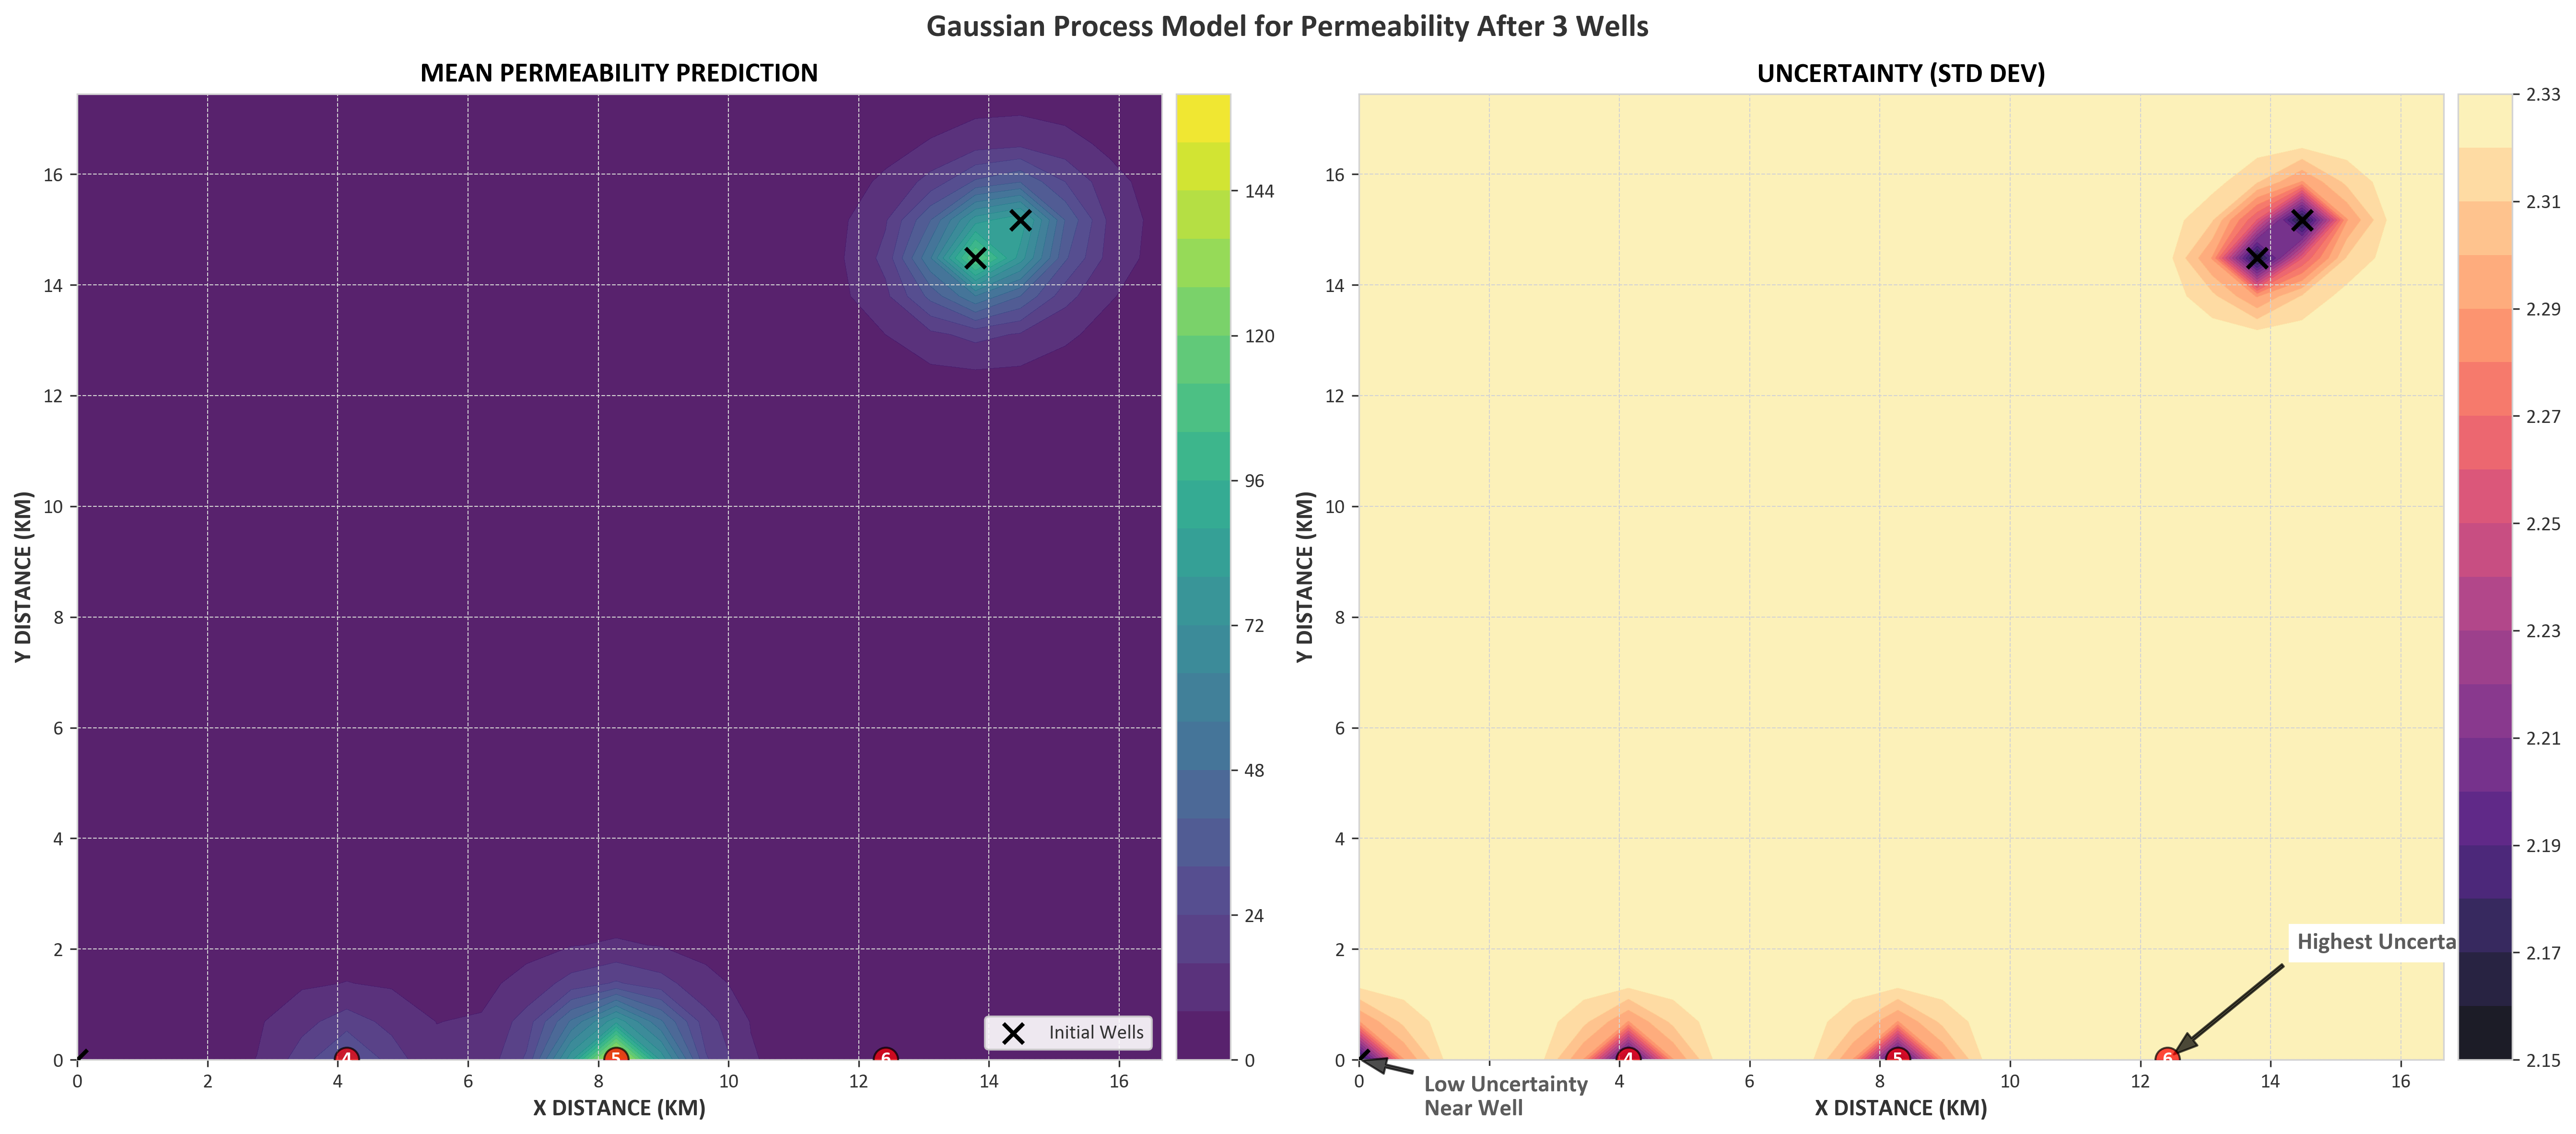 Gaussian Process Model for Permeability After 3 Wells
MEAN PERMEABILITY PREDICTION
Y DISTANCE (KM)
16
14
12
10
8
6
4
2
0
0 2 4 6 8 10 12 14 16
X DISTANCE (KM)
4 5 6
Initial Wells
144
120
96
72
48
24
0
UNCERTAINTY (STD DEV)
Y DISTANCE (KM)
16
14
12
10
8
6
4
2
0
0 4 6 8 10 12 14 16
X DISTANCE (KM)
4 5 6
Highest Uncerta
Low Uncertainty
Near Well
2.33
2.31
2.29
2.27
2.25
2.23
2.21
2.19
2.17
2.15